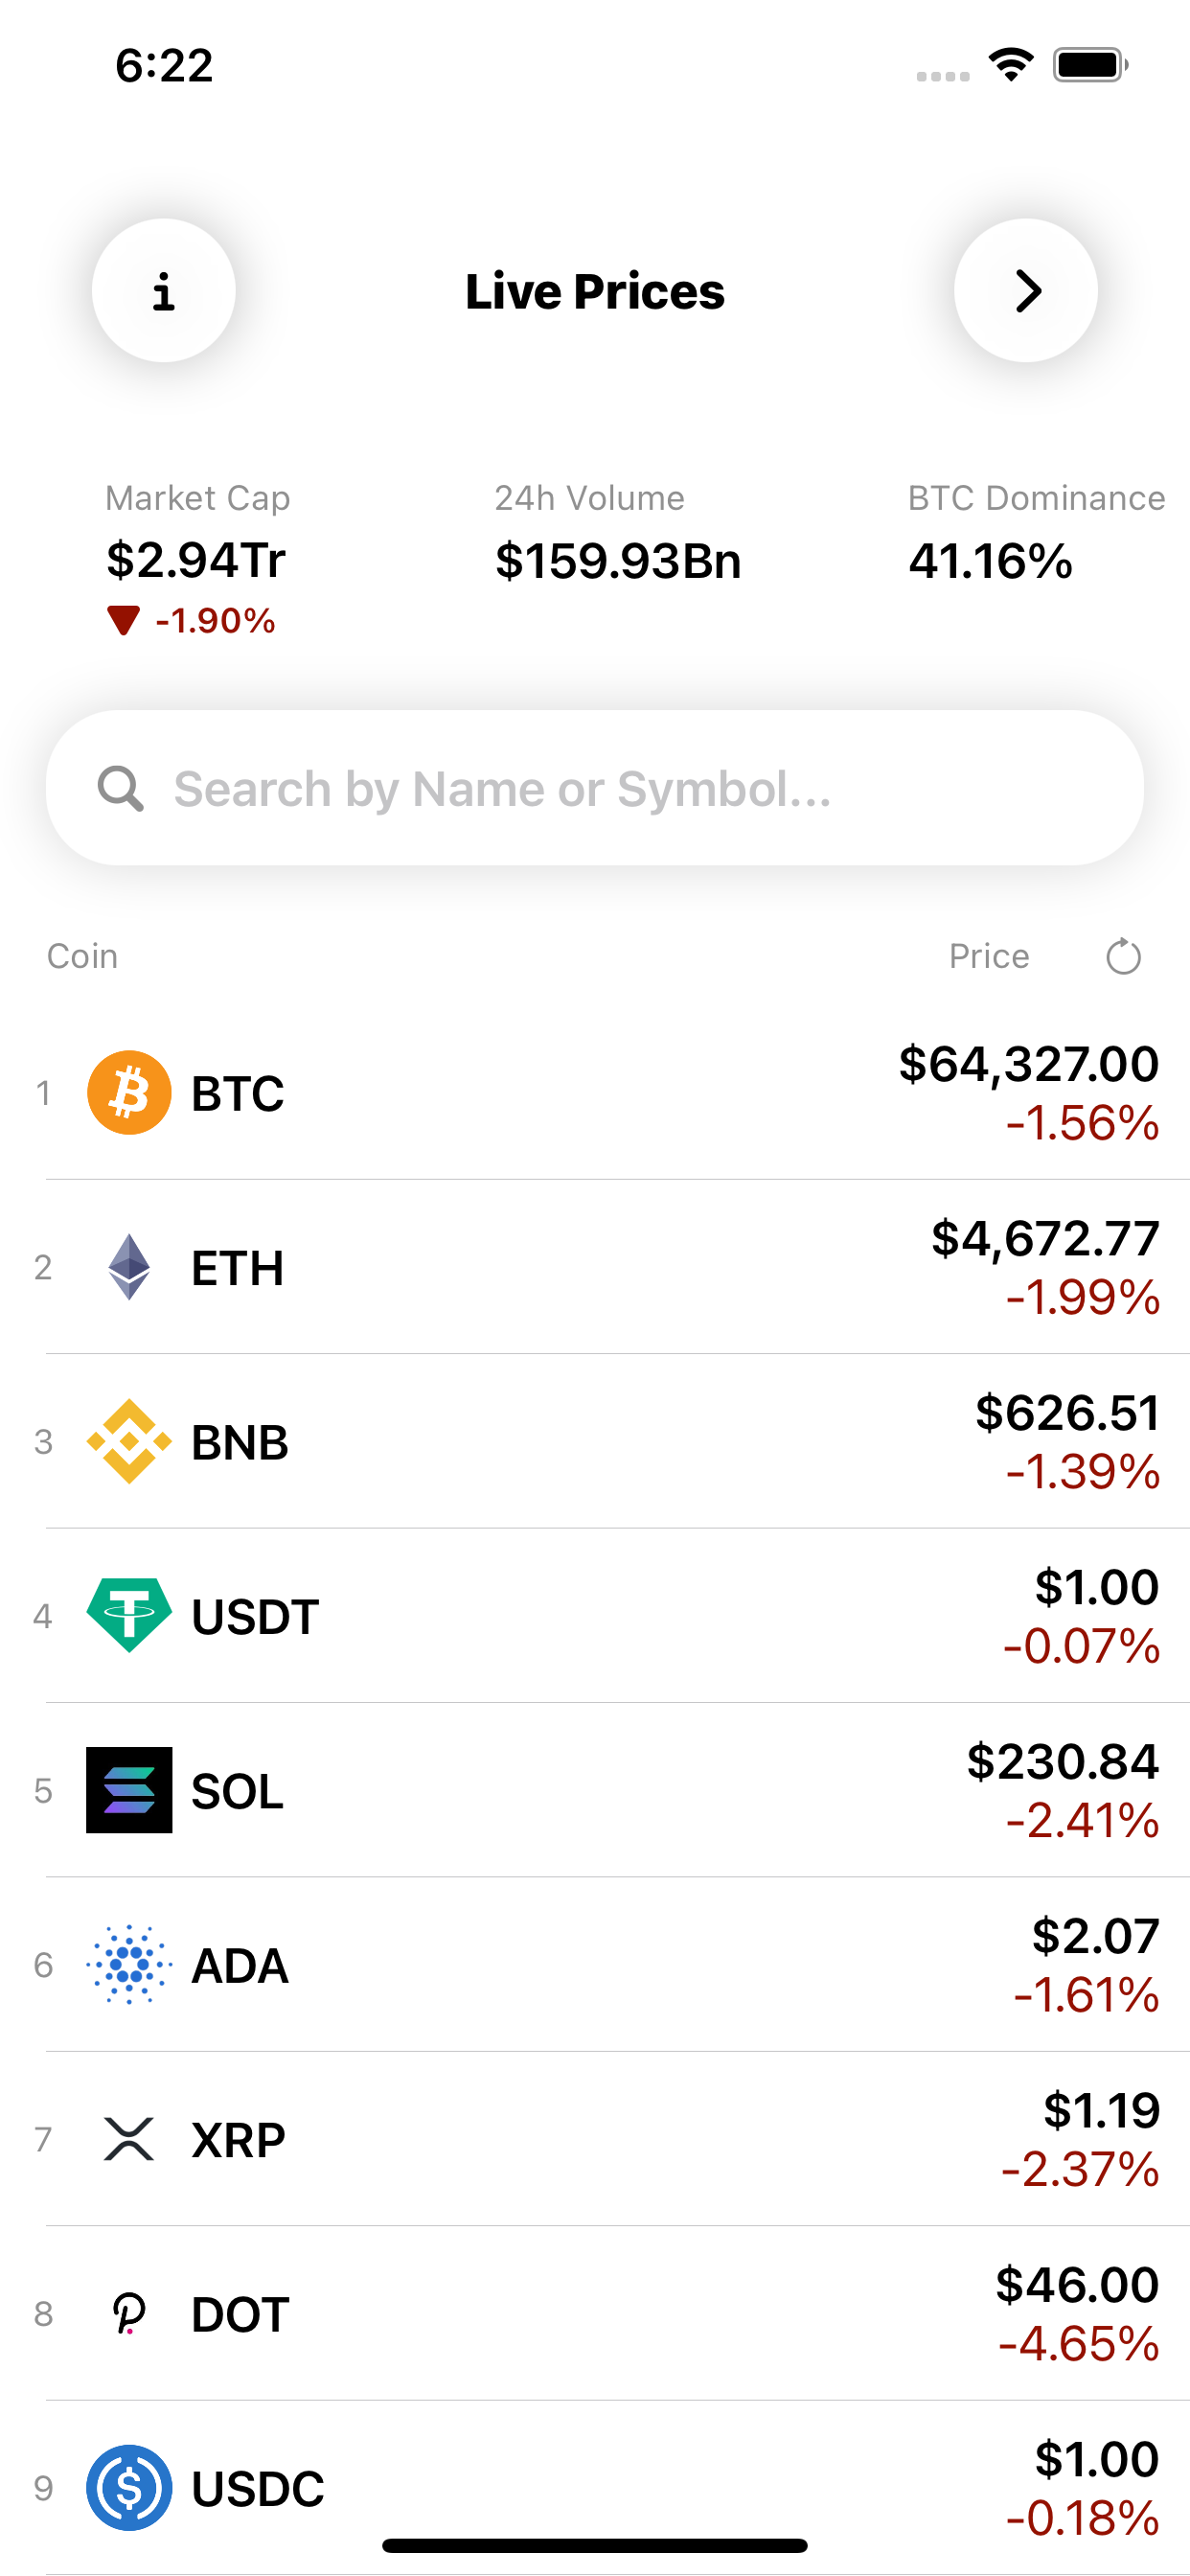 6:22
i
Live Prices
Market Cap
24h Volume
BTC Dominance
$2.94Tr
$159.93Bn
41.16%
-1.90%
Search by Name or Symbol...
Coin
Price
1
BTC
$64,327.00
-1.56%
2
ETH
$4,672.77
-1.99%
3
BNB
$626.51
-1.39%
4
USDT
$1.00
-0.07%
5
SOL
$230.84
-2.41%
6
ADA
$2.07
-1.61%
7
XRP
$1.19
-2.37%
8
DOT
$46.00
-4.65%
9
USDC
$1.00
-0.18%